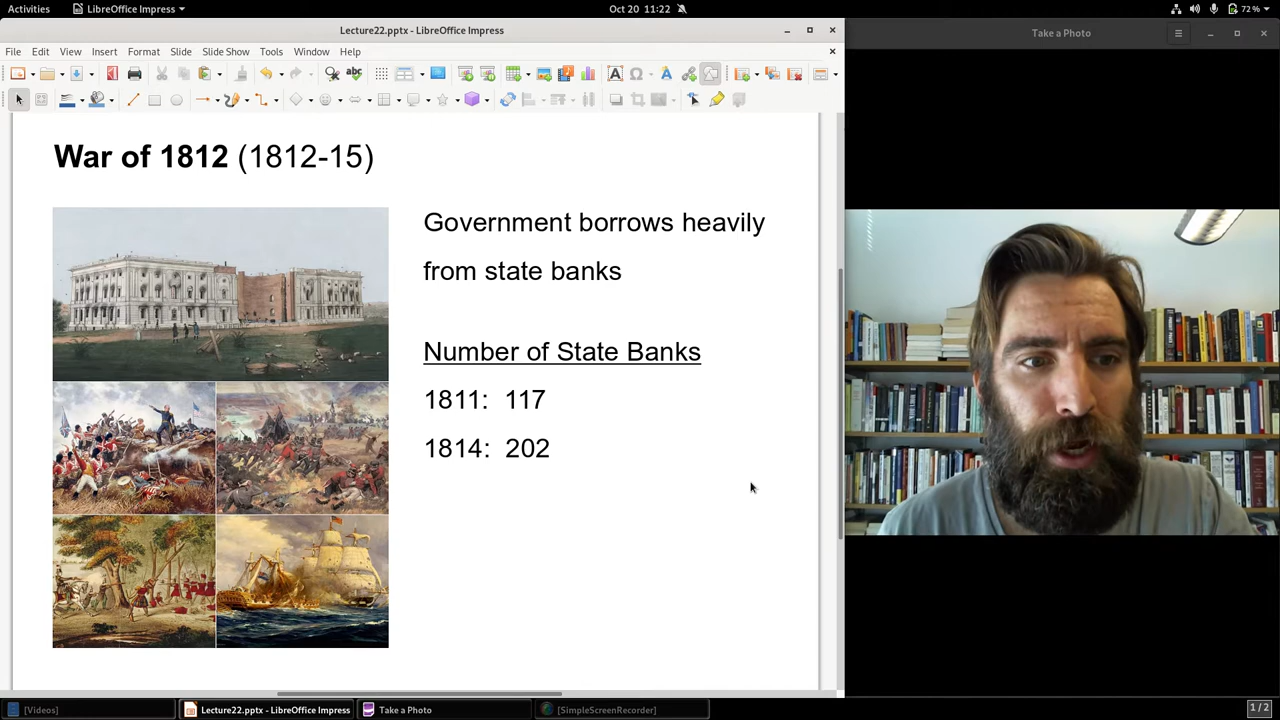 Activities
LibreOffice Impress
Oct 20 11:22
72%
Lecture22.pptx - LibreOffice Impress
Take a Photo
File Edit View Insert Format Slide Slide Show Tools Window Help
War of 1812 (1812-15)
Government borrows heavily
from state banks
Number of State Banks
1811: 117
1814: 202
[Videos]
Lecture22.pptx - LibreOffice Impress
Take a Photo
[SimpleScreenRecorder]
1/2